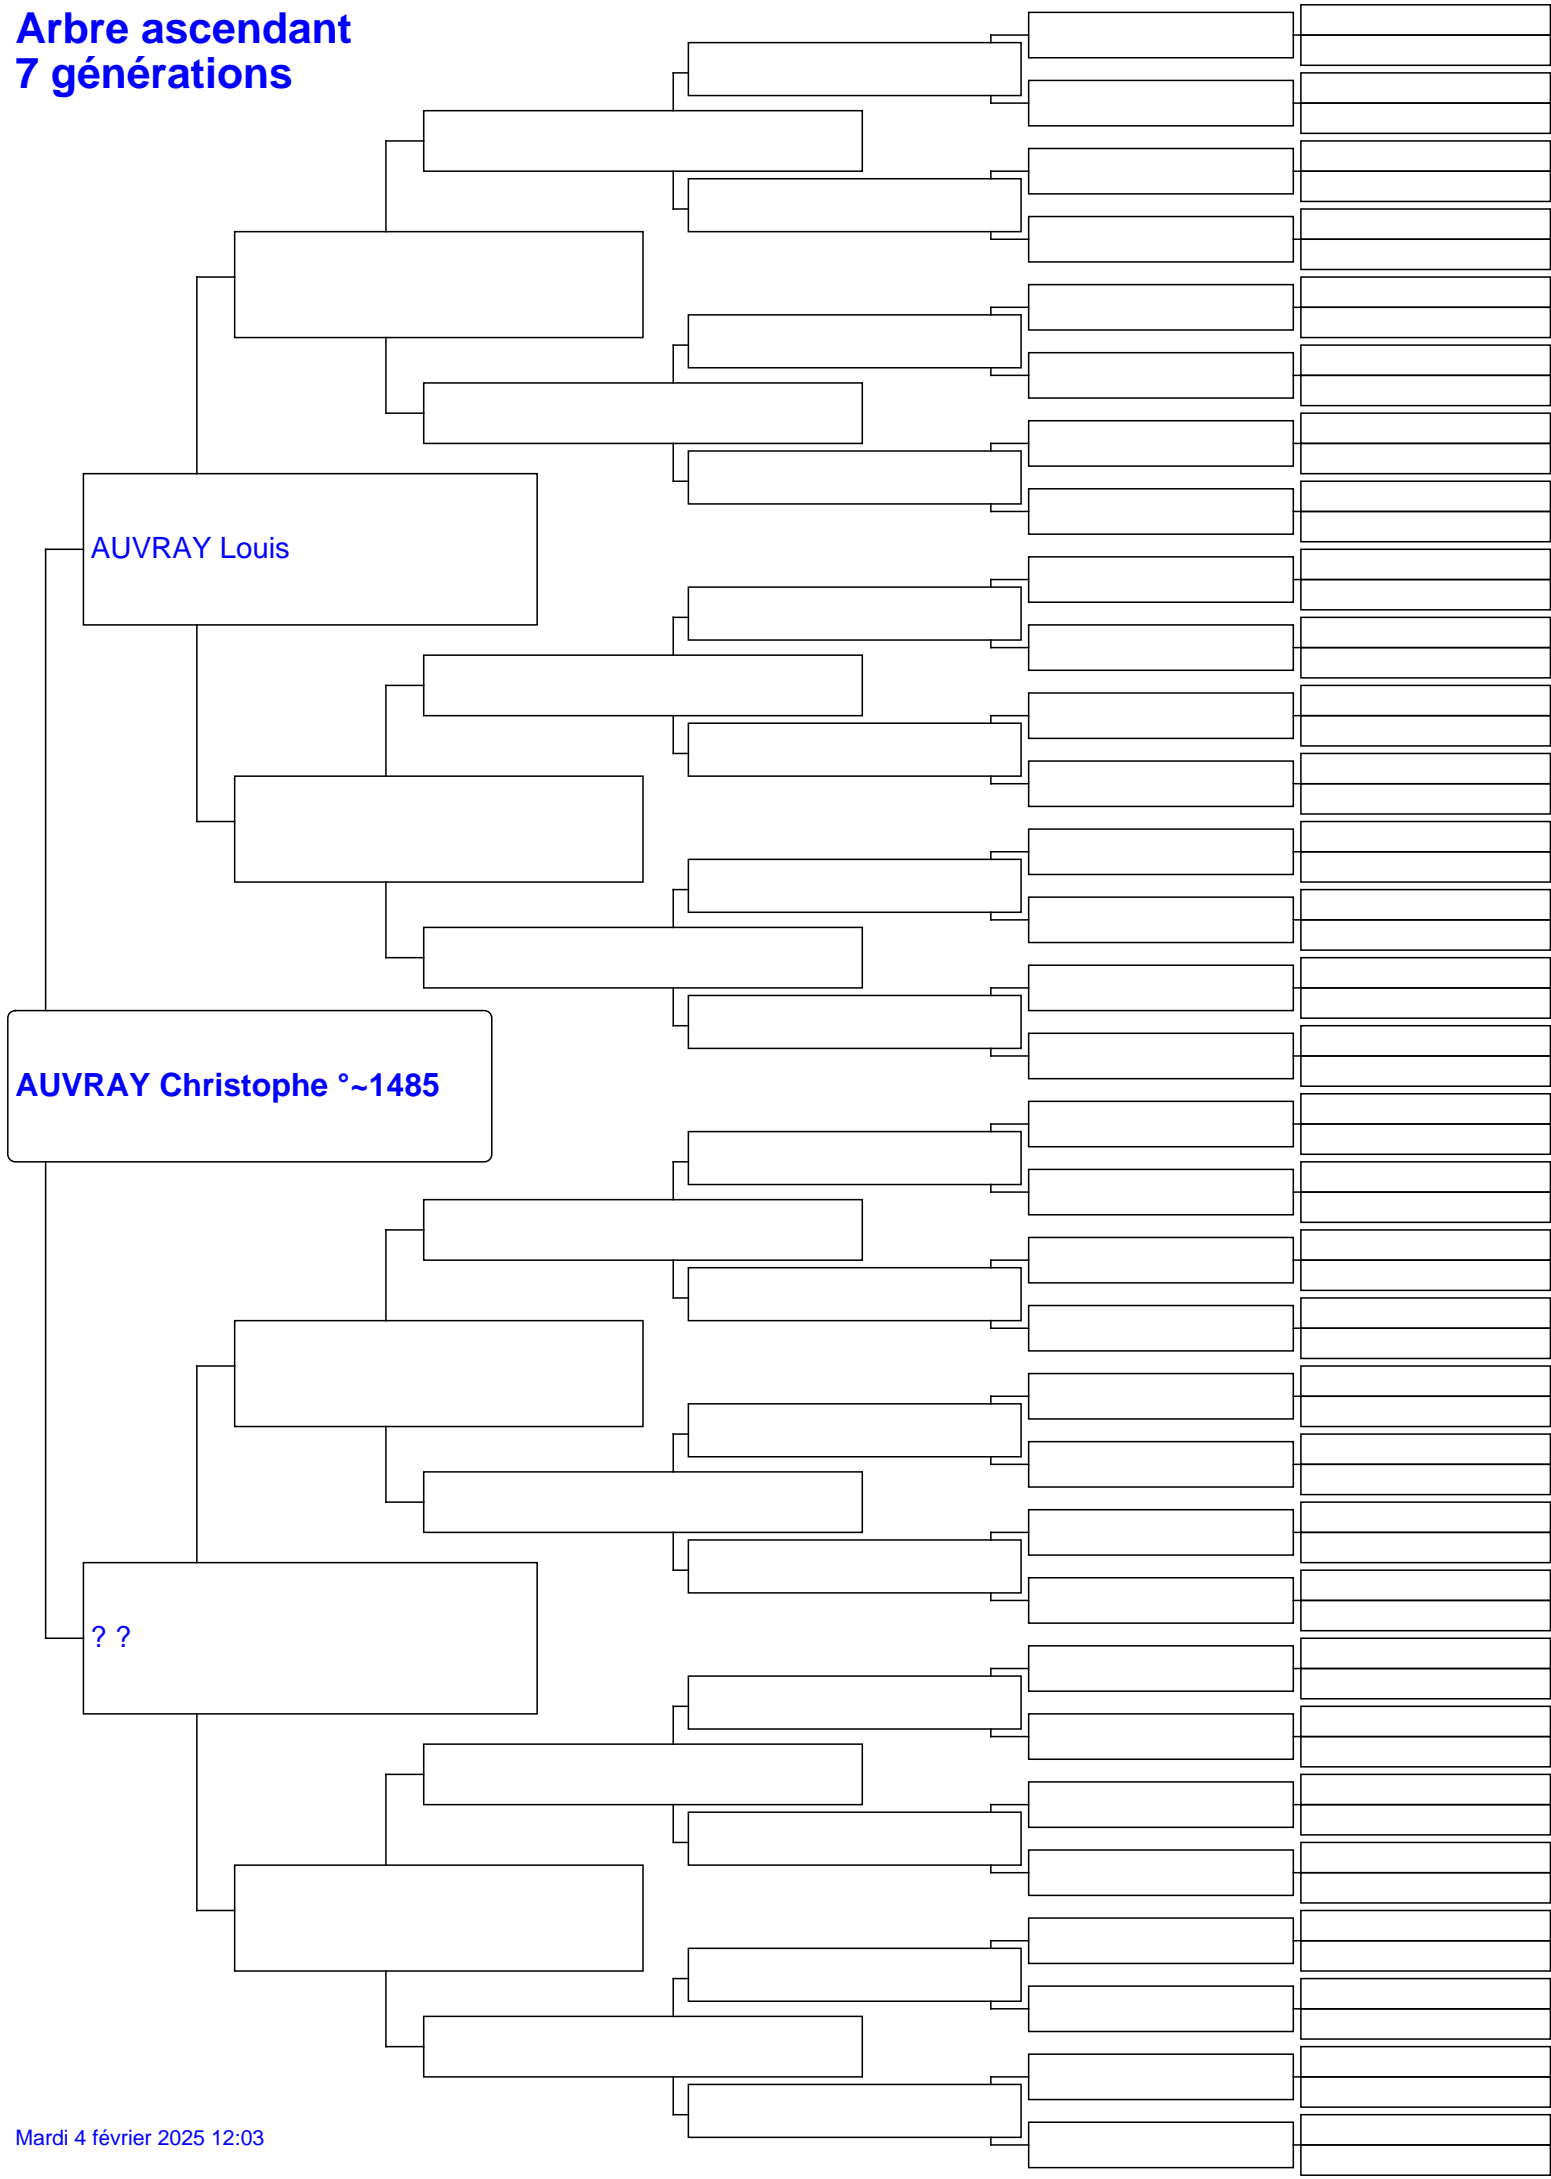 Arbre ascendant
7 générations
AUVRAY Louis
AUVRAY Christophe °~1485
? ?
Mardi 4 février 2025 12:03